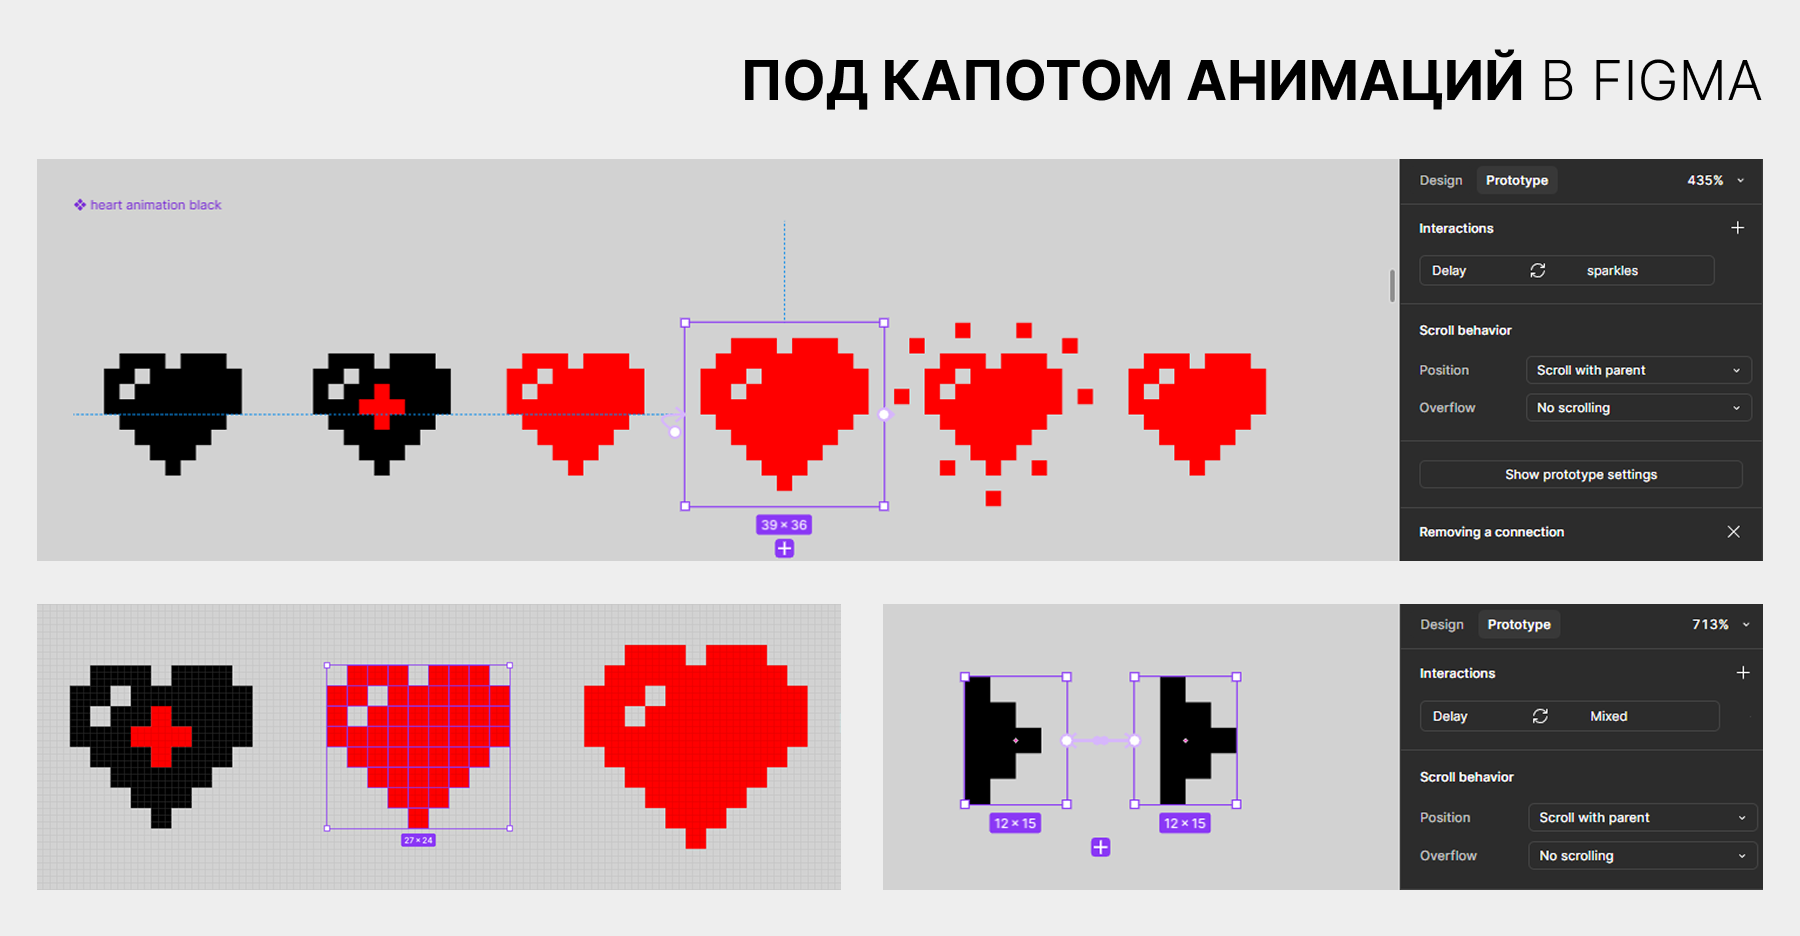 ПОД КАПОТОМ АНИМАЦИЙ В FIGMA
heart animation black
39 × 36
Design Prototype 435%
Interactions
Delay sparkles
Scroll behavior
Position Scroll with parent
Overflow No scrolling
Show prototype settings
Removing a connection
27 × 24
12 × 15
12 × 15
Design Prototype 713%
Interactions
Delay Mixed
Scroll behavior
Position Scroll with parent
Overflow No scrolling